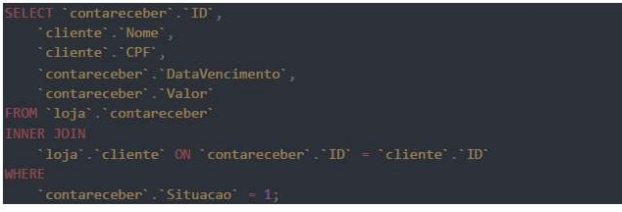 SELECT `contareceber`.`ID`,
`cliente`.`Nome`,
`cliente`.`CPF`,
`contareceber`.`DataVencimento`,
`contareceber`.`Valor`
FROM `loja`.`contareceber`
INNER JOIN
`loja`.`cliente` ON `contareceber`.`ID` = `cliente`.`ID`
WHERE
`contareceber`.`Situacao` = 1;